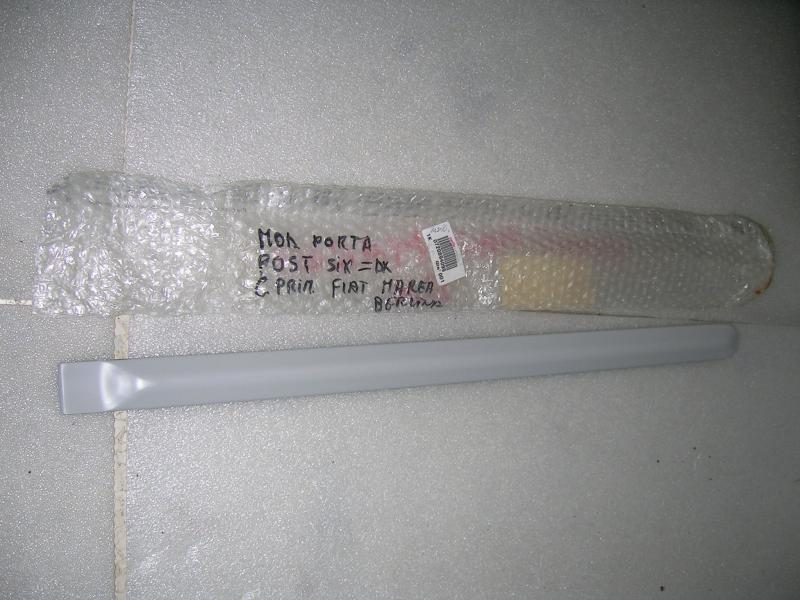 MOD PORTA
POST SIX = DX
C PRIM. FIAT MAREA
BERLINA